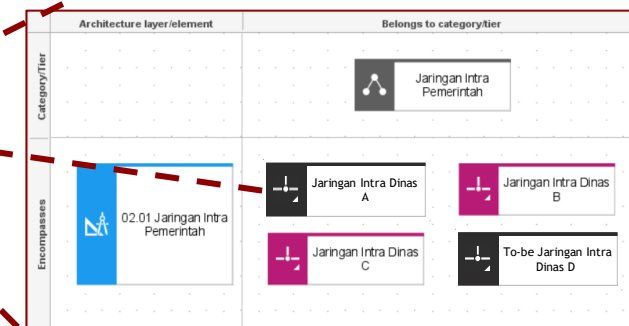 Architecture layer/element
Belongs to category/tier
Category/Tier
Jaringan Intra
Pemerintah
Encompasses
02.01 Jaringan Intra
Pemerintah
Jaringan Intra Dinas
A
Jaringan Intra Dinas
B
Jaringan Intra Dinas
C
To-be Jaringan Intra
Dinas D